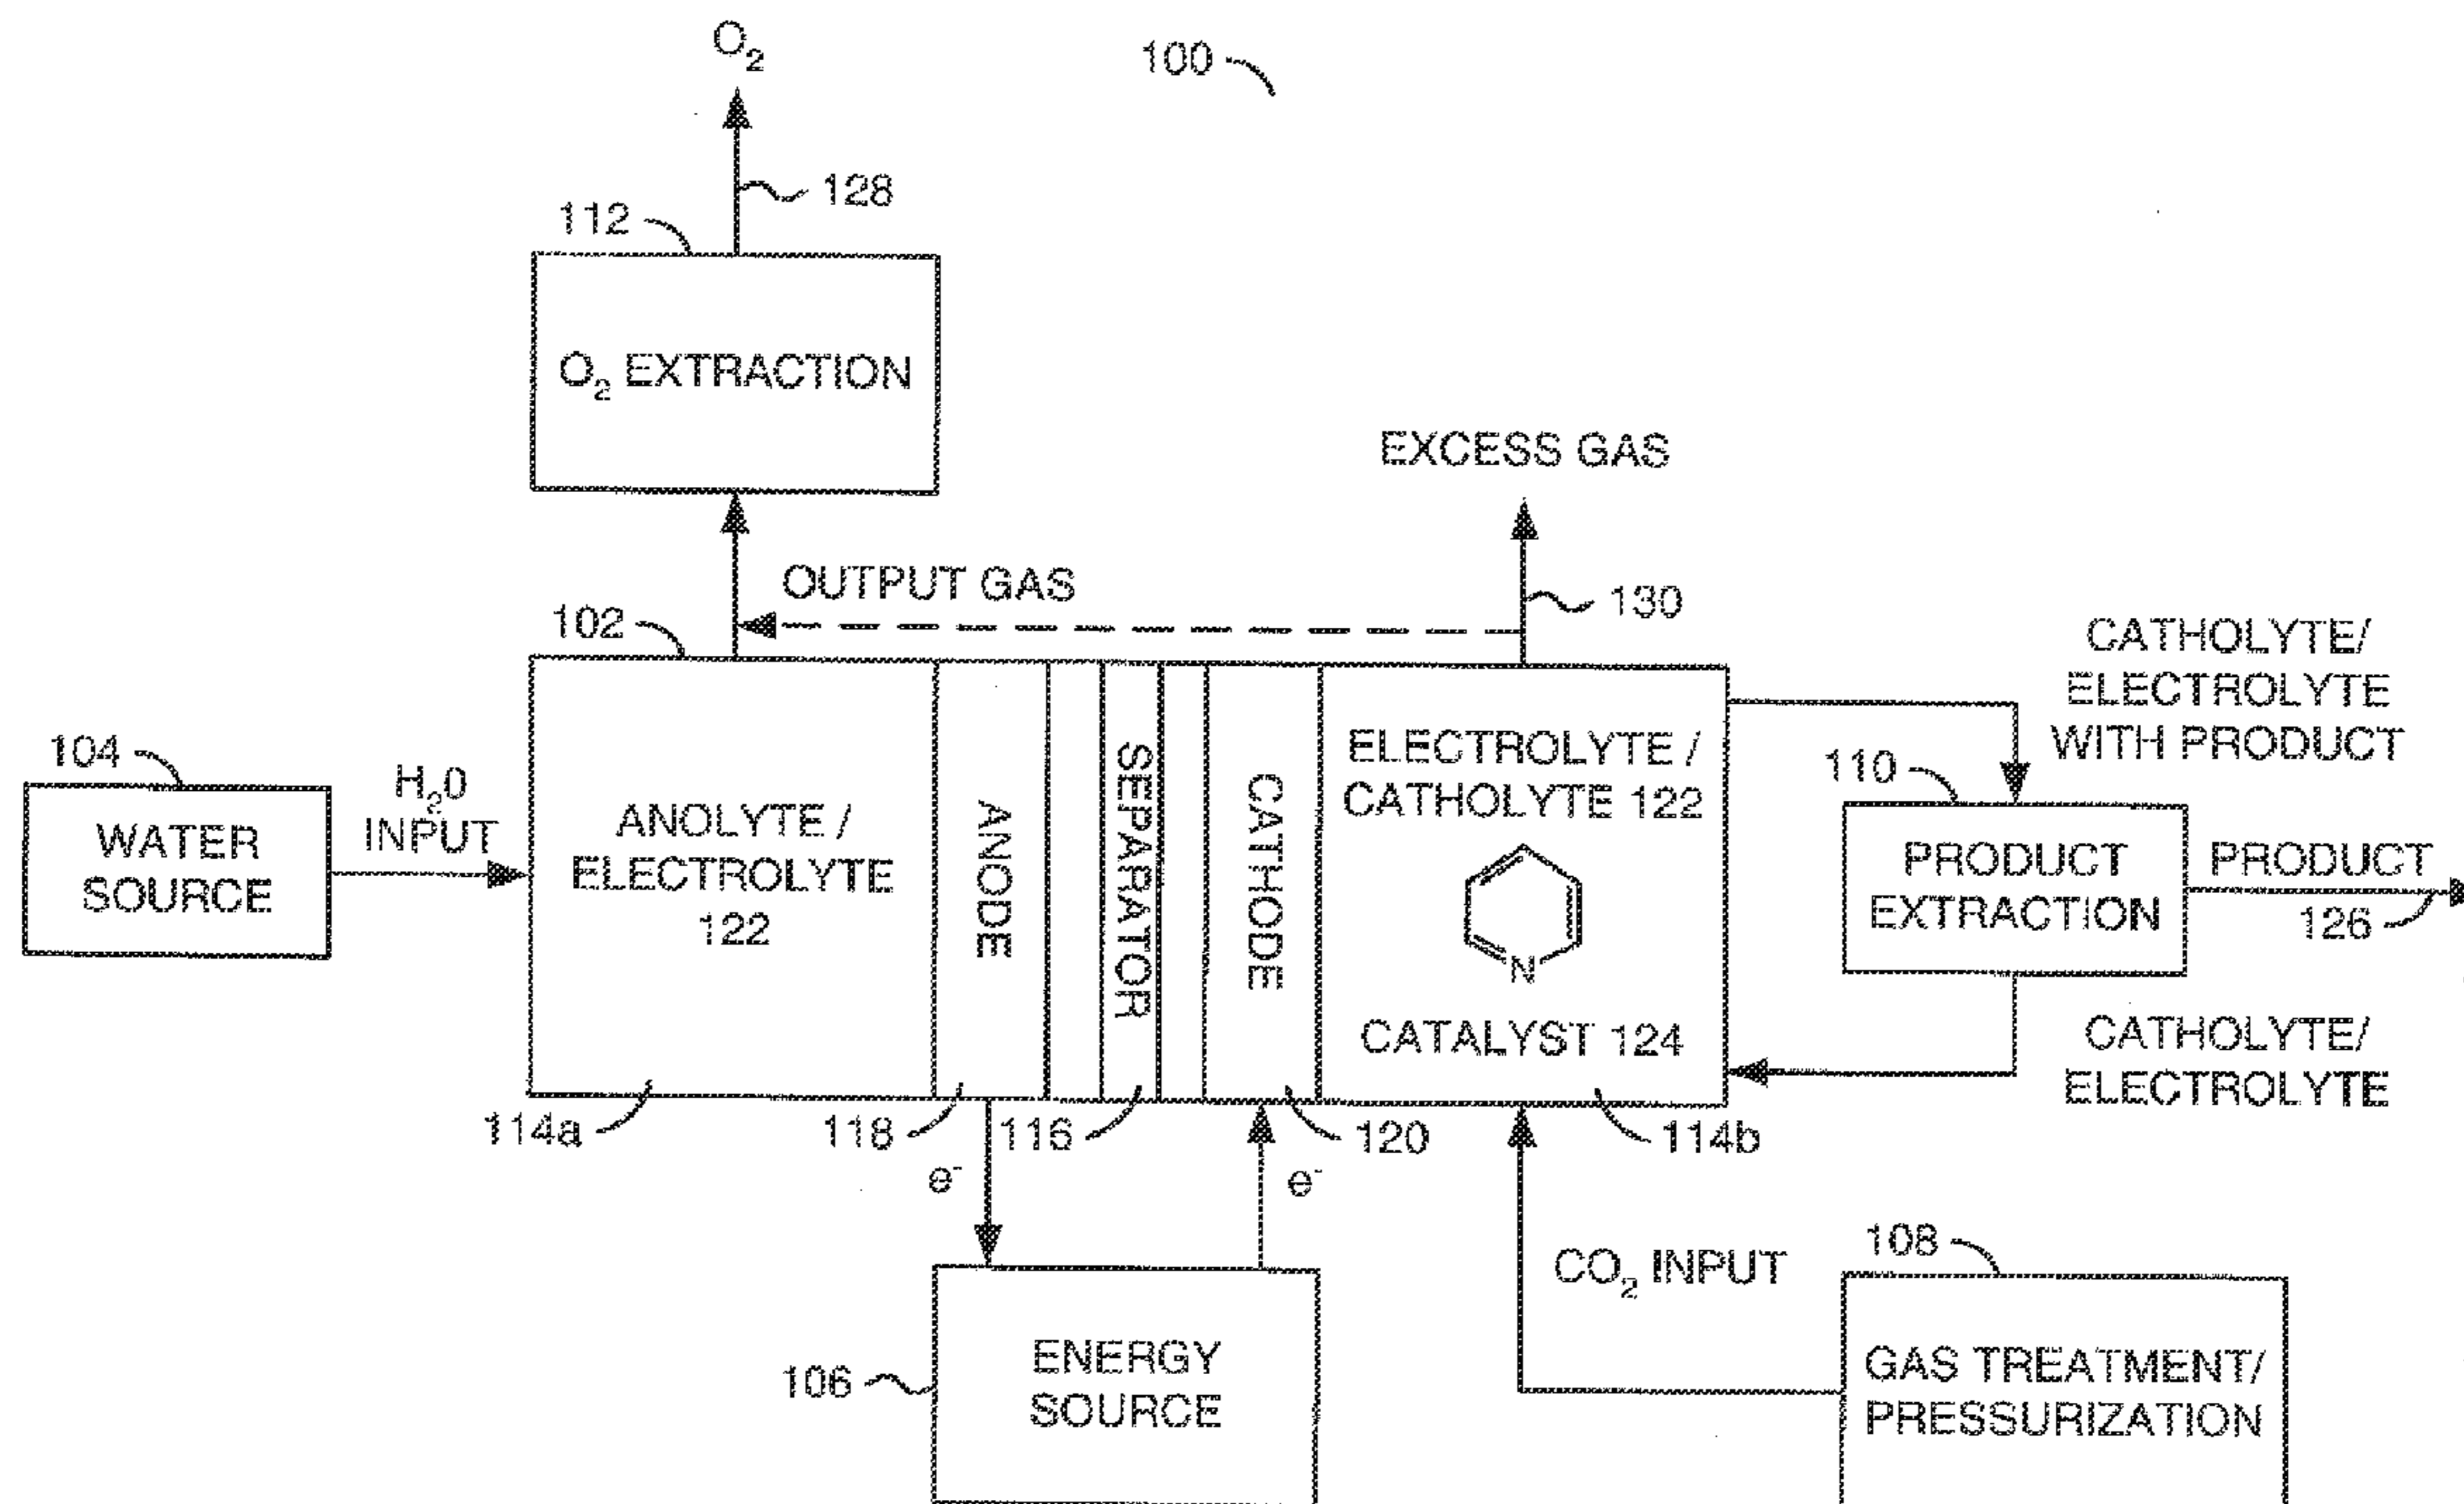 O₂
100
128
112
O₂ EXTRACTION
EXCESS GAS
OUTPUT GAS
130
102
CATHOLYTE/
ELECTROLYTE
WITH PRODUCT
104
H₂0
INPUT
WATER
SOURCE
ANOLYTE /
ELECTROLYTE
122
ANODE
SEPARATOR
CATHODE
ELECTROLYTE /
CATHOLYTE 122
N
CATALYST 124
110
PRODUCT
EXTRACTION
PRODUCT
126
CATHOLYTE/
ELECTROLYTE
114a
118
116
120
114b
e⁻
e⁻
CO₂ INPUT
108
106
ENERGY
SOURCE
GAS TREATMENT/
PRESSURIZATION